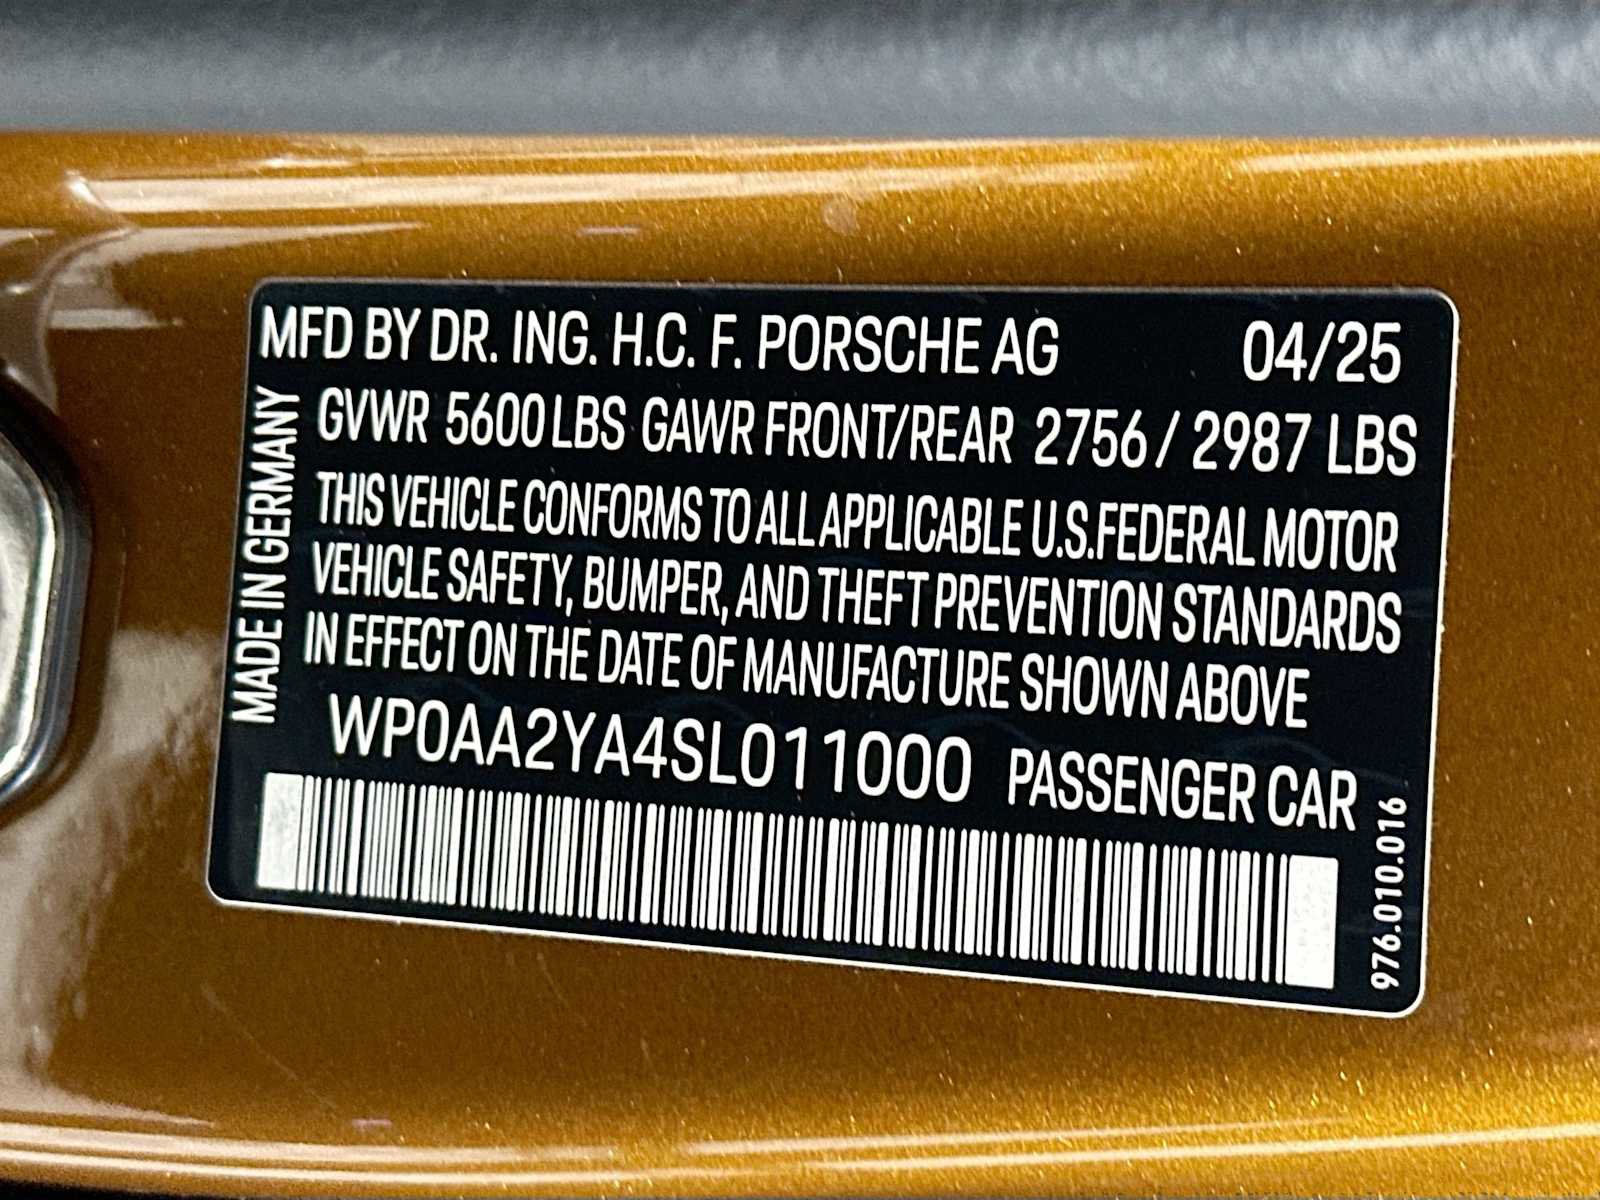 MFD BY DR. ING. H.C. F. PORSCHE AG 04/25
GVWR 5600 LBS GAWR FRONT/REAR 2756 / 2987 LBS
THIS VEHICLE CONFORMS TO ALL APPLICABLE U.S.FEDERAL MOTOR
VEHICLE SAFETY, BUMPER, AND THEFT PREVENTION STANDARDS
IN EFFECT ON THE DATE OF MANUFACTURE SHOWN ABOVE
WP0AA2YA4SL011000 PASSENGER CAR
MADE IN GERMANY
976.010.016